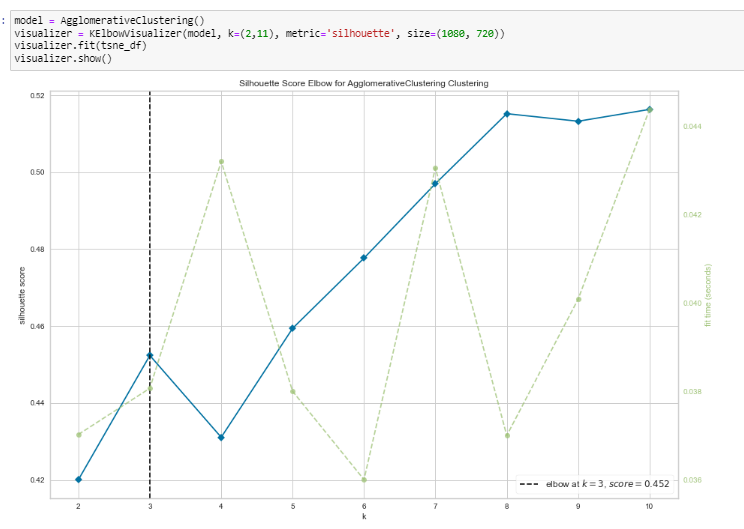 : model = AgglomerativeClustering()
visualizer = KElbowVisualizer(model, k=(2,11), metric='silhouette', size=(1080, 720))
visualizer.fit(tsne_df)
visualizer.show()
Silhouette Score Elbow for AgglomerativeClustering Clustering
0.52
0.50
0.48
0.46
0.44
0.42
silhouette score
0.044
0.042
0.040
0.038
0.036
fit time (seconds)
elbow at k = 3, score = 0.452
2 3 4 5 6 7 8 9 10
k